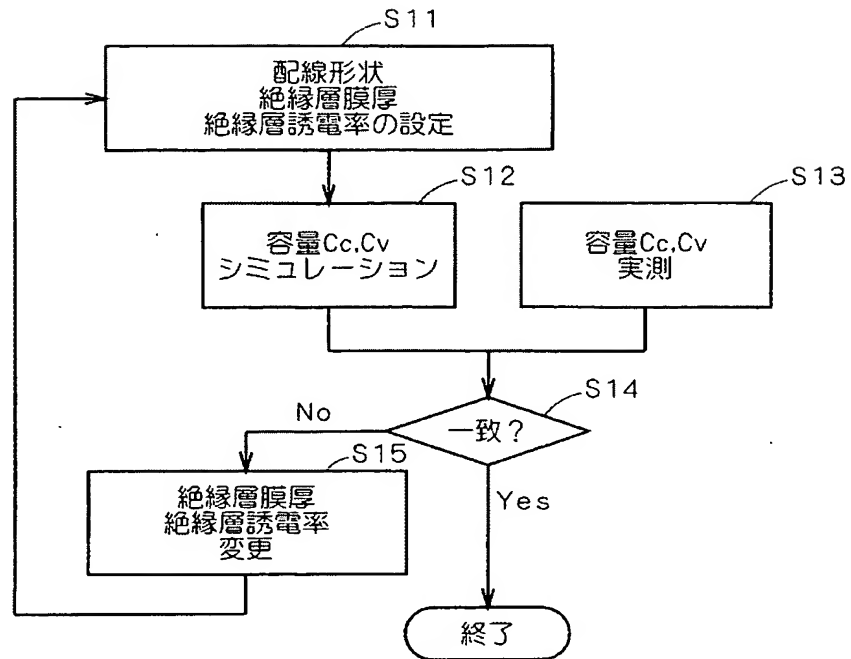 S11
配線形状
絶縁層膜厚
絶縁層誘電率の設定
S12
容量Cc,Cv
シミュレーション
S13
容量Cc,Cv
実測
S14
一致?
No
Yes
S15
絶縁層膜厚
絶縁層誘電率
変更
終了